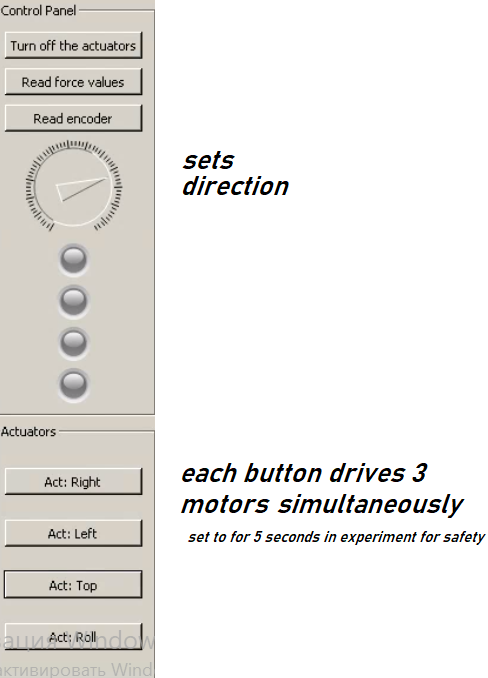 Control Panel
Turn off the actuators
Read force values
Read encoder
sets
direction
Actuators
each button drives 3
motors simultaneously
set to for 5 seconds in experiment for safety
Act: Right
Act: Left
Act: Top
Act: Roll
ация Window
активировать Wind